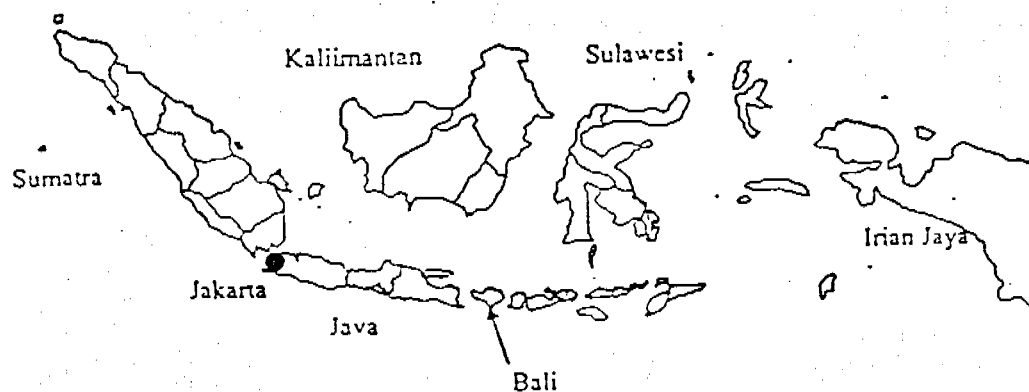 Kaliimantan
Sulawesi
Sumatra
Irian Jaya
Jakarta
Java
Bali